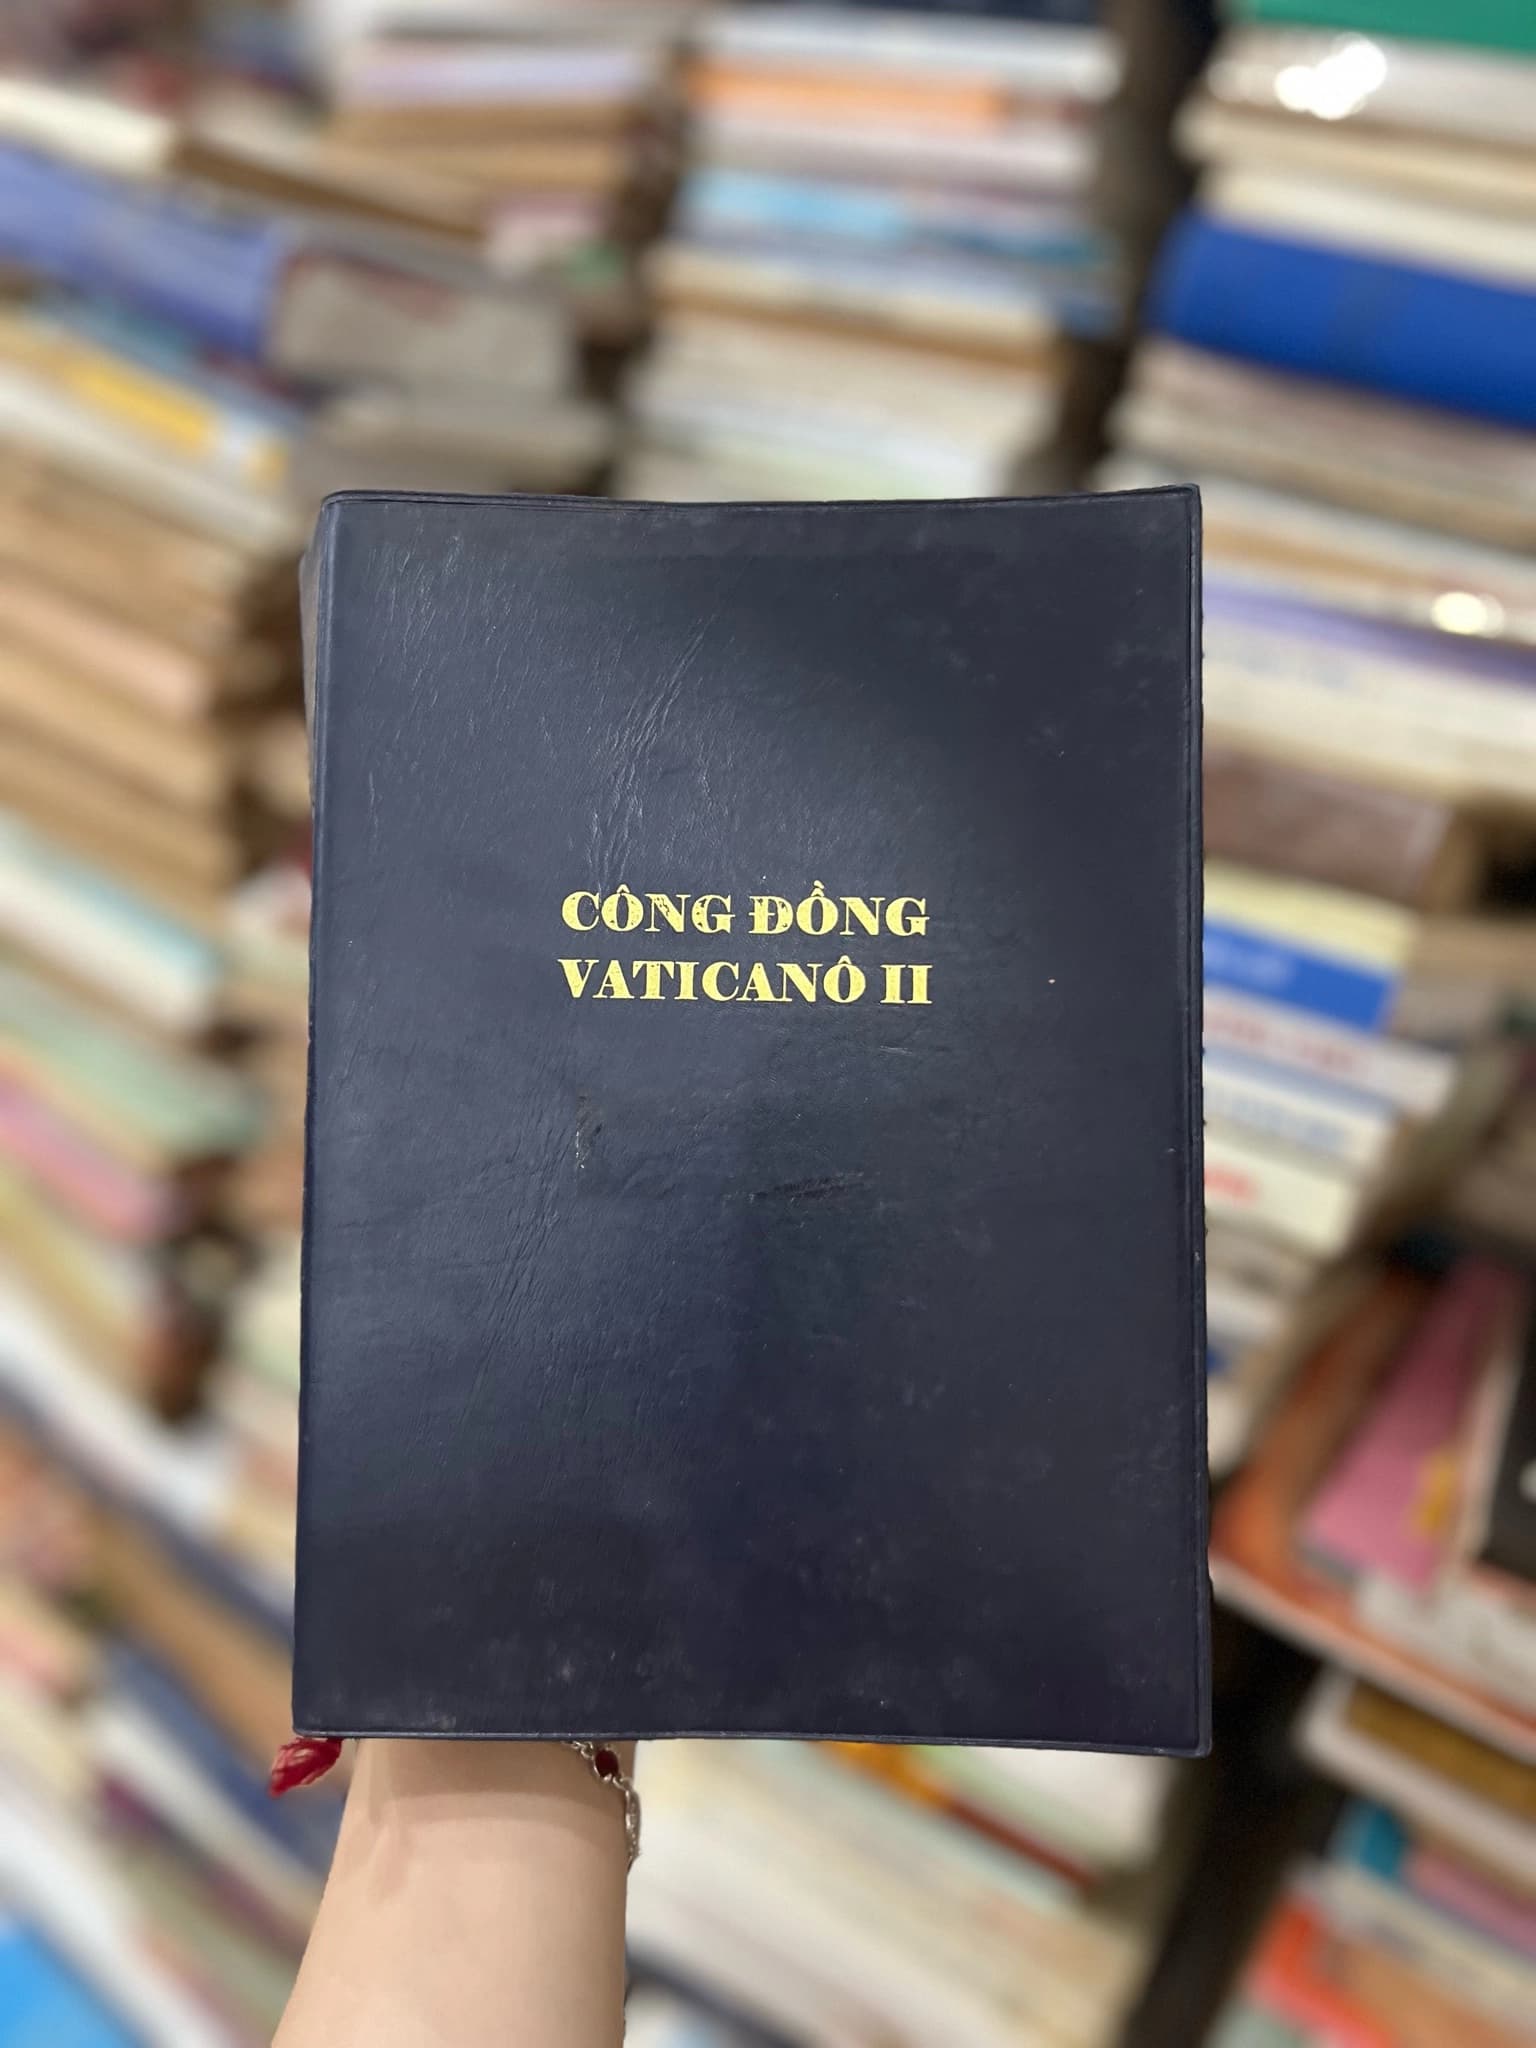 CÔNG ĐỒNG
VATICANÔ II